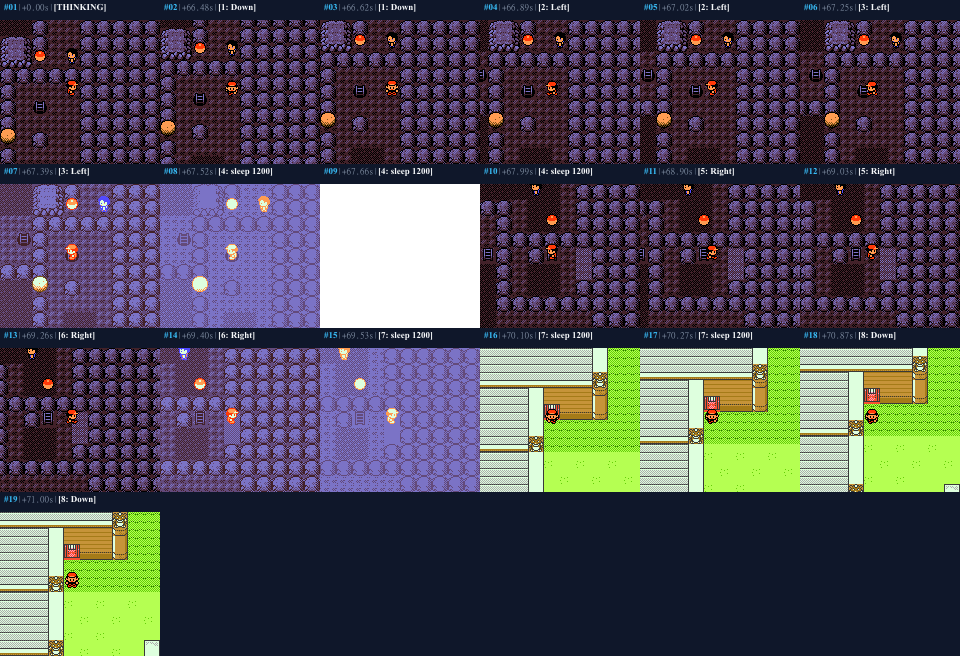 #01|+0.00s|[THINKING]
#02|+66.48s|[1: Down]
#03|+66.62s|[1: Down]
#04|+66.89s|[2: Left]
#05|+67.02s|[2: Left]
#06|+67.25s|[3: Left]
#07|+67.39s|[3: Left]
#08|+67.52s|[4: sleep 1200]
#09|+67.66s|[4: sleep 1200]
#10|+67.99s|[4: sleep 1200]
#11|+68.90s|[5: Right]
#12|+69.03s|[5: Right]
#13|+69.26s|[6: Right]
#14|+69.40s|[6: Right]
#15|+69.53s|[7: sleep 1200]
#16|+70.10s|[7: sleep 1200]
#17|+70.27s|[7: sleep 1200]
#18|+70.87s|[8: Down]
#19|+71.00s|[8: Down]